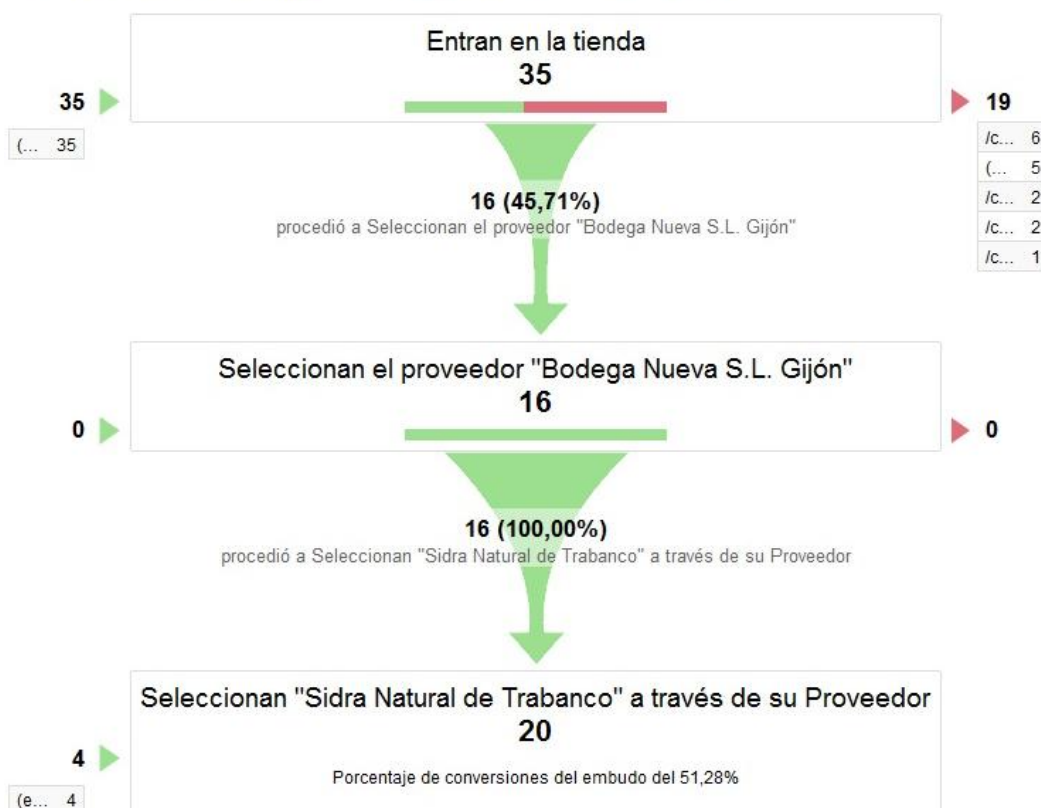 Entran en la tienda
35
35
19
(... 35
/c... 6
(... 5
/c... 2
/c... 2
/c... 1
16 (45,71%)
procedió a Seleccionan el proveedor "Bodega Nueva S.L. Gijón"
Seleccionan el proveedor "Bodega Nueva S.L. Gijón"
16
0
0
16 (100,00%)
procedió a Seleccionan "Sidra Natural de Trabanco" a través de su Proveedor
Seleccionan "Sidra Natural de Trabanco" a través de su Proveedor
20
4
Porcentaje de conversiones del embudo del 51,28%
(e... 4